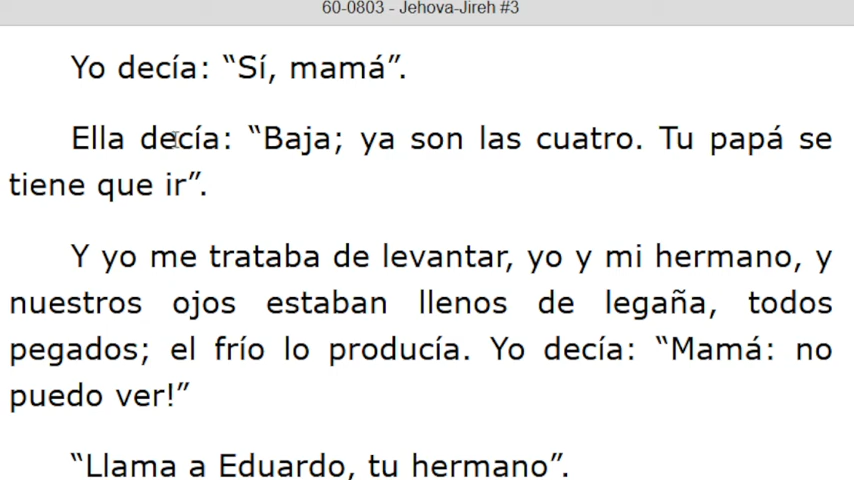 60-0803 - Jehova-Jireh #3
Yo decía: “Sí, mamá”.
Ella decía: “Baja; ya son las cuatro. Tu papá se
tiene que ir”.
Y yo me trataba de levantar, yo y mi hermano, y
nuestros ojos estaban llenos de legaña, todos
pegados; el frío lo producía. Yo decía: “Mamá: no
puedo ver!”
“Llama a Eduardo, tu hermano”.